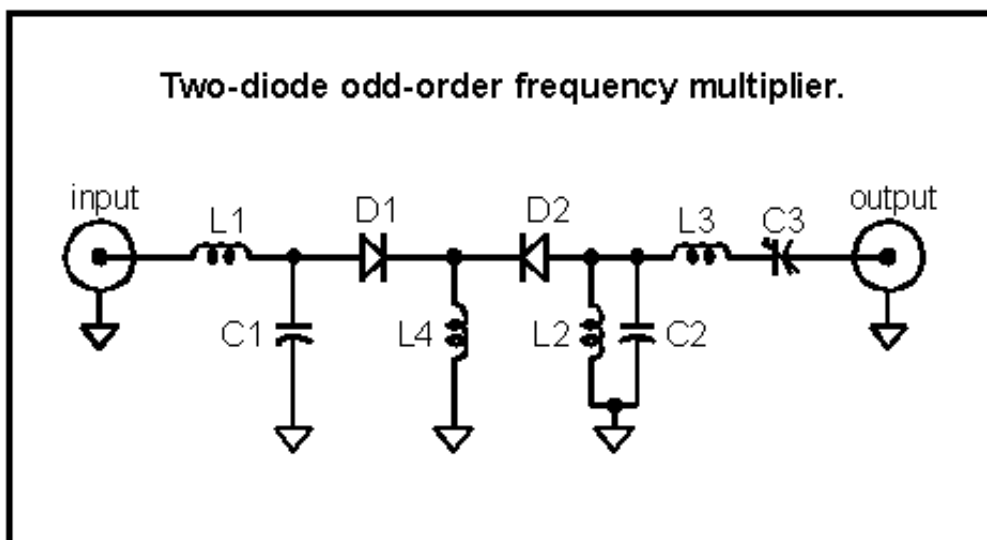 Two-diode odd-order frequency multiplier.
input
L1
D1
D2
L3
C3
output
C1
L4
L2
C2